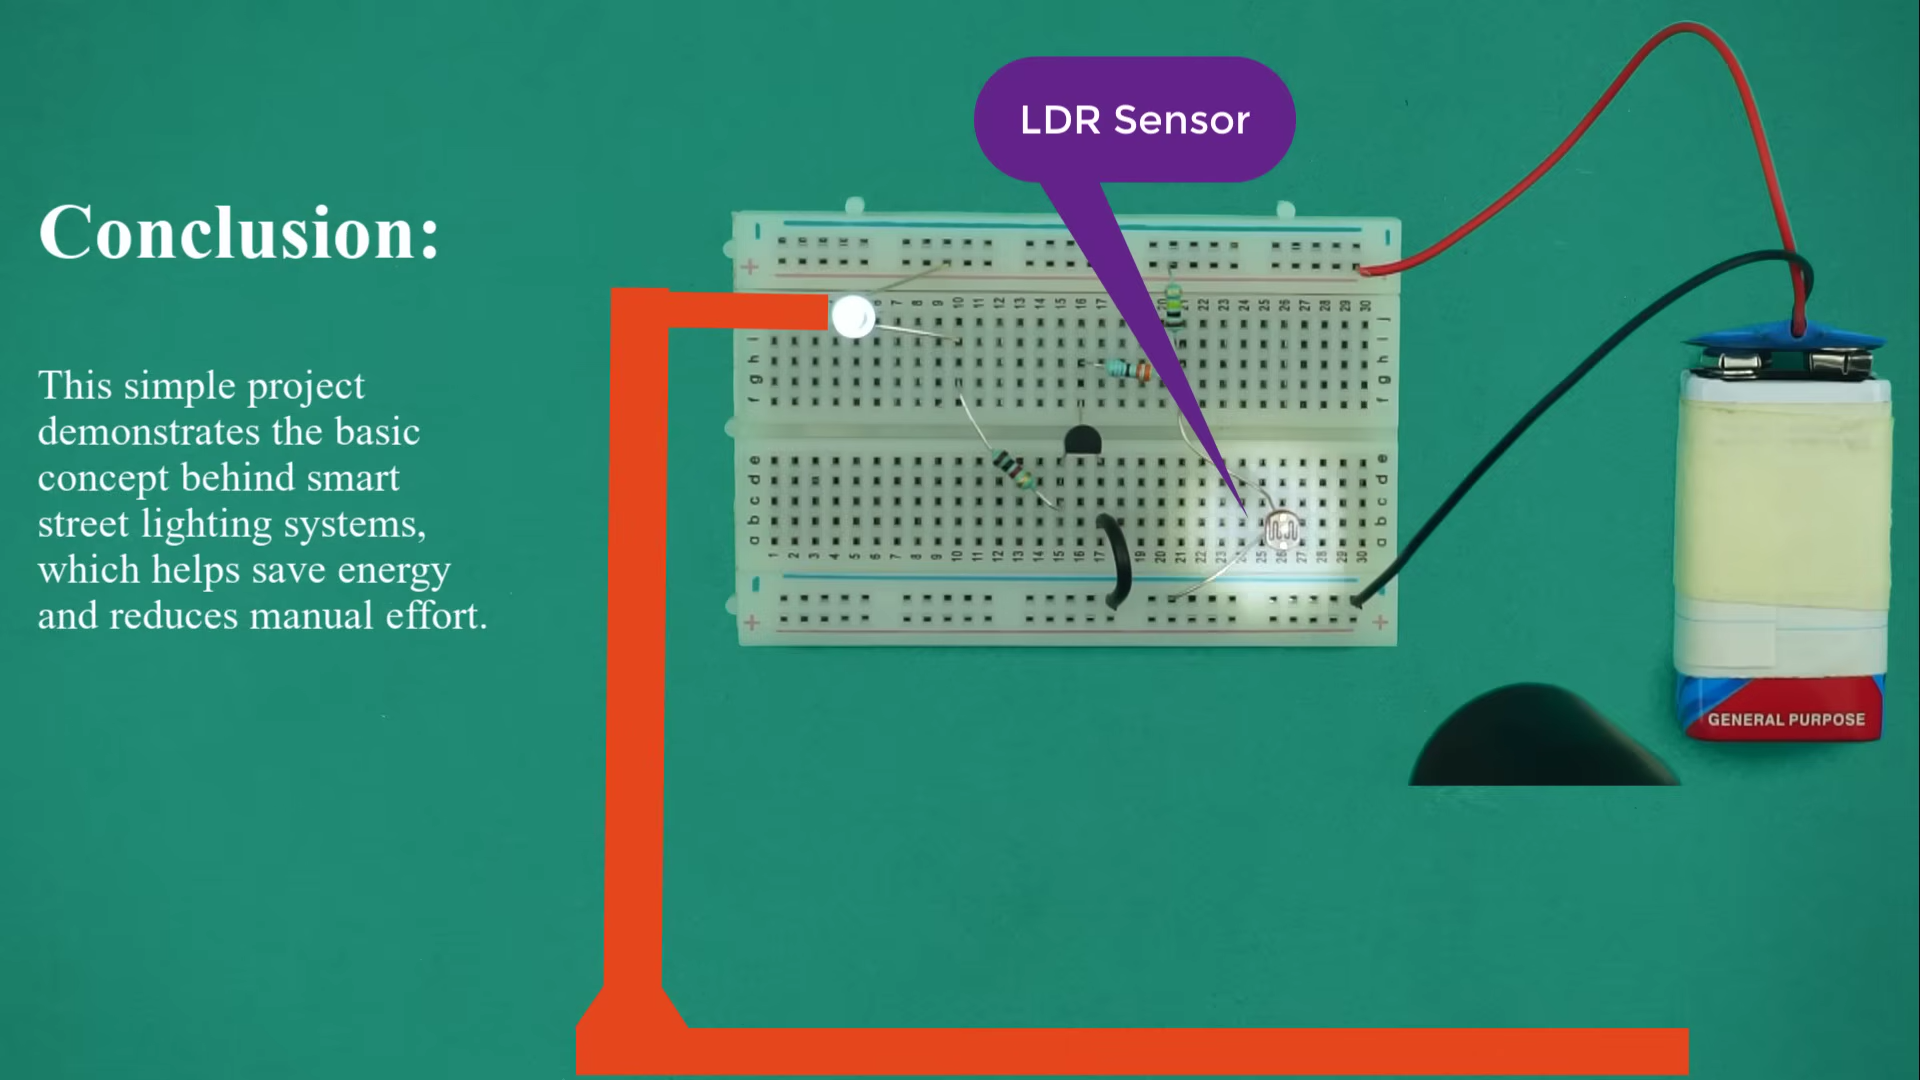 LDR Sensor
Conclusion:
This simple project
demonstrates the basic
concept behind smart
street lighting systems,
which helps save energy
and reduces manual effort.
GENERAL PURPOSE